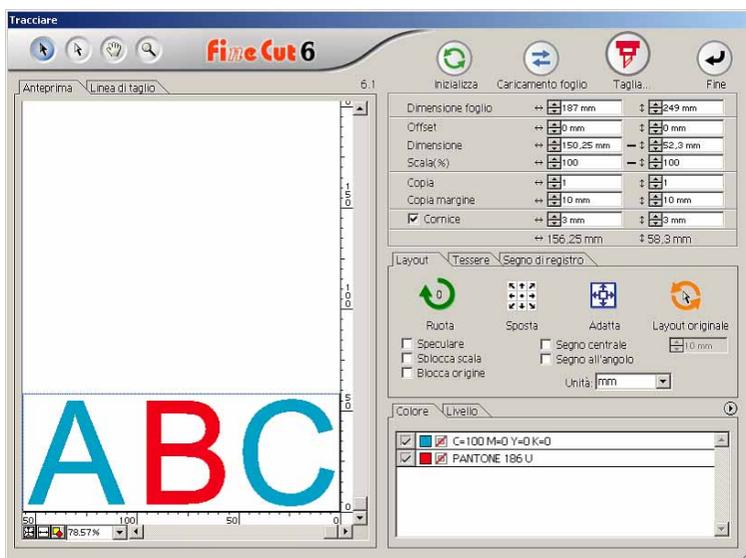 Tracciare
Fine Cut 6
Inizializza
Caricamento foglio
Taglia...
Fine
Anteprima
Linea di taglio
6.1
Dimensione foglio ↔ 187 mm ↕ 249 mm
Offset ↔ 0 mm ↕ 0 mm
Dimensione ↔ 150,25 mm ↕ 52,3 mm
Scala(%) ↔ 100 ↕ 100
Copia ↔ 1 ↕ 1
Copia margine ↔ 10 mm ↕ 10 mm
Cornice ↔ 3 mm ↕ 3 mm
↔ 156,25 mm ↕ 58,3 mm
Layout
Tessere
Segno di registro
0
Ruota
Sposta
Adatta
Layout originale
Speculare
Segno centrale
10 mm
Sblocca scala
Segno all'angolo
Blocca origine
Unità: mm
Colore
Livello
C=100 M=0 Y=0 K=0
PANTONE 186 U
ABC
150
100
50
0
50 100 50 0
78.57%